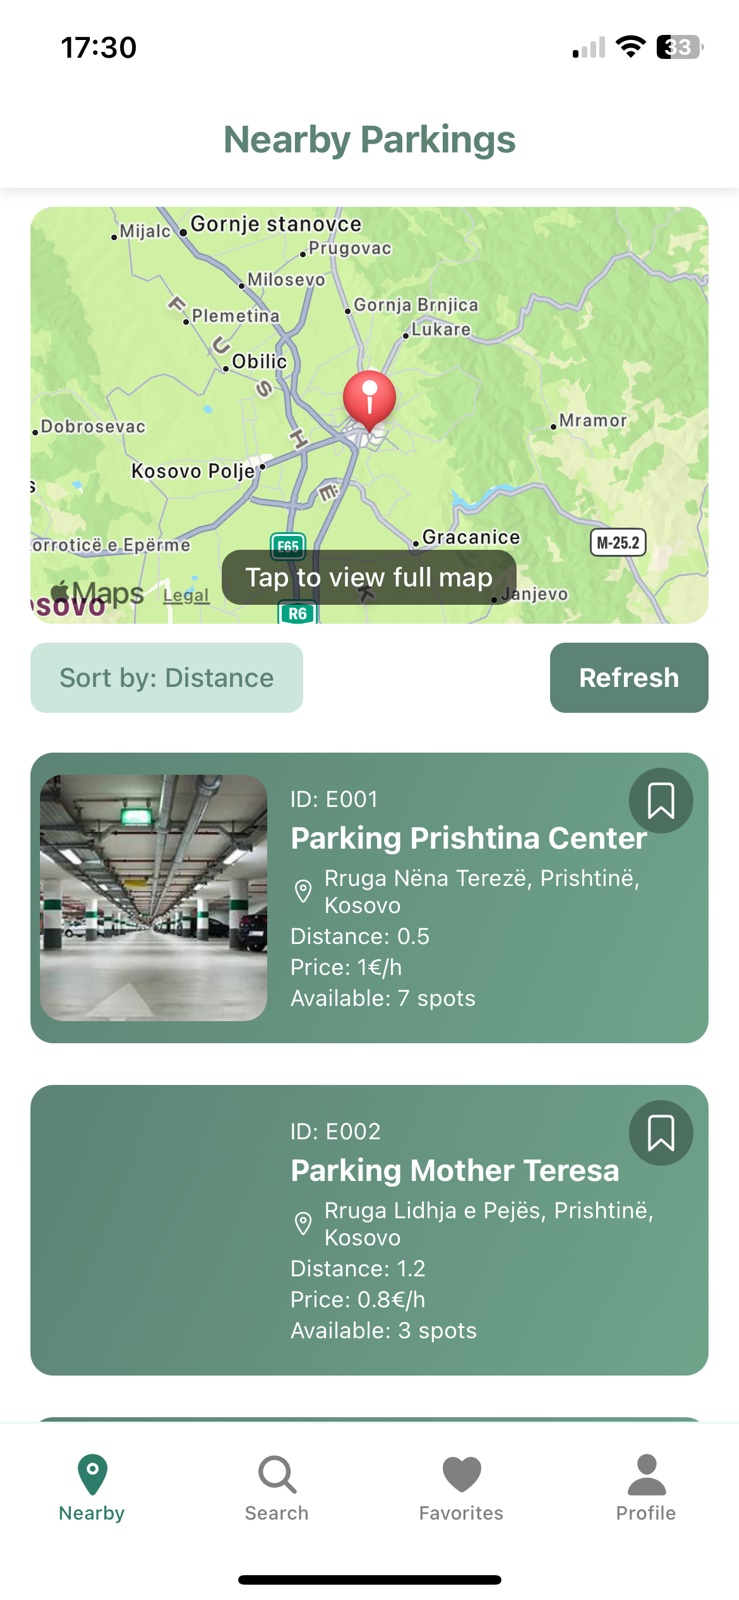 17:30
33
Nearby Parkings
Mijalc
Gornje stanovce
Prugovac
Milosevo
Gornja Brnjica
Plemetina
Lukare
F U S H Ë K
Obilic
Dobrosevac
Mramor
Kosovo Polje
s
Gracanice
orroticë e Epërme
E65
M-25.2
Tap to view full map
Maps
Legal
Janjevo
sovo
R6
Sort by: Distance
Refresh
ID: E001
Parking Prishtina Center
Rruga Nëna Terezë, Prishtinë,
Kosovo
Distance: 0.5
Price: 1€/h
Available: 7 spots
ID: E002
Parking Mother Teresa
Rruga Lidhja e Pejës, Prishtinë,
Kosovo
Distance: 1.2
Price: 0.8€/h
Available: 3 spots
Nearby
Search
Favorites
Profile